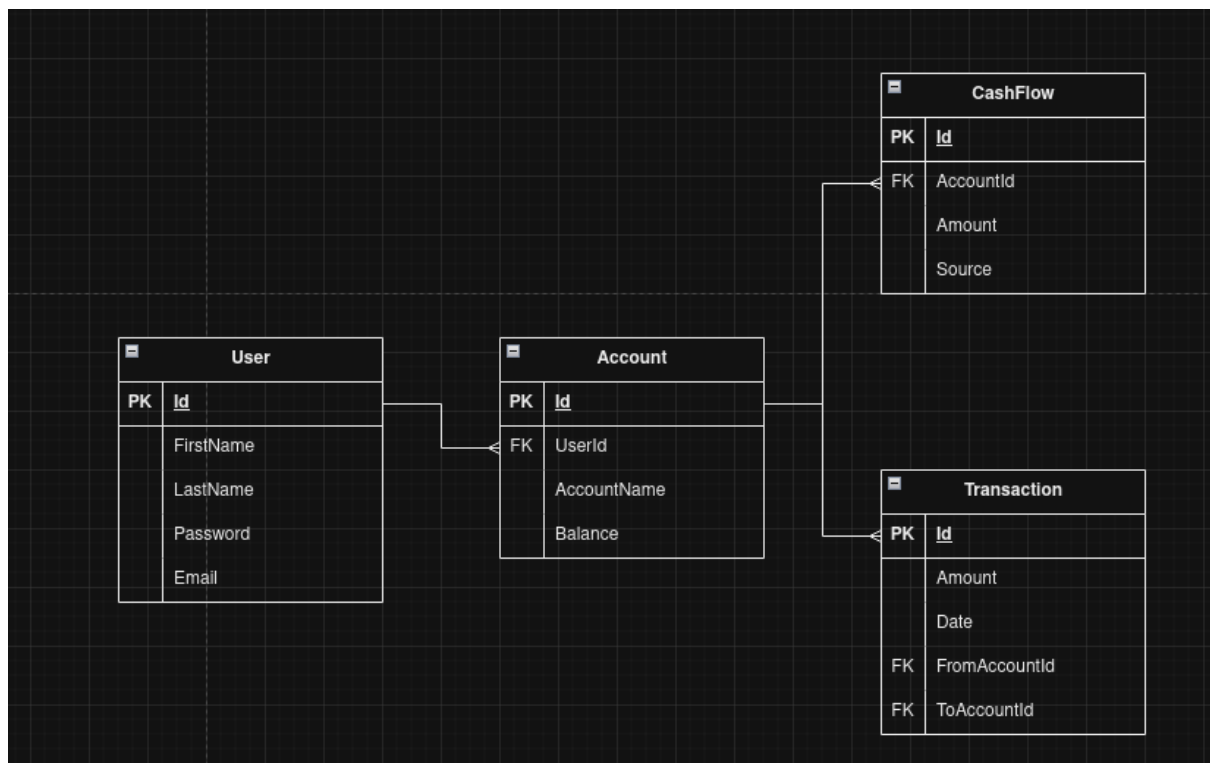 User
PK Id
FirstName
LastName
Password
Email
Account
PK Id
FK UserId
AccountName
Balance
CashFlow
PK Id
FK AccountId
Amount
Source
Transaction
PK Id
Amount
Date
FK FromAccountId
FK ToAccountId